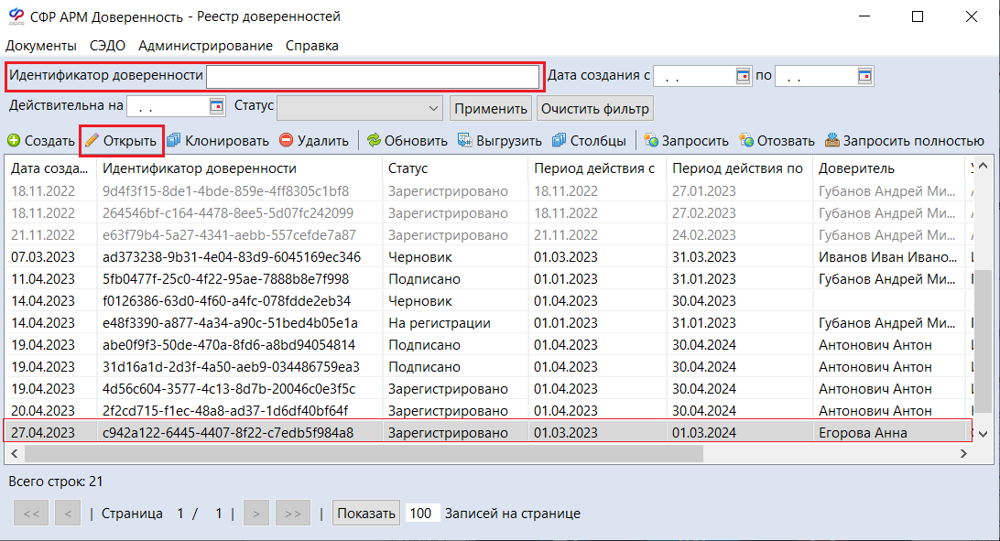 СФР АРМ Доверенность - Реестр доверенностей
Документы СЭДО Администрирование Справка
Идентификатор доверенности Дата создания с . . по . .
Действительна на . . Статус Применить Очистить фильтр
Создать Открыть Клонировать Удалить Обновить Выгрузить Столбцы Запросить Отозвать Запросить полностью
Дата созда... Идентификатор доверенности Статус Период действия с Период действия по Доверитель
18.11.2022 9d4f3f15-8de1-4bde-859e-4ff8305c1bf8 Зарегистрировано 18.11.2022 27.01.2023 Губанов Андрей Ми...
18.11.2022 264546bf-c164-4478-8ee5-5d07fc242099 Зарегистрировано 18.11.2022 27.02.2023 Губанов Андрей Ми...
21.11.2022 e63f79b4-5a27-4341-aebb-557cefde7a87 Зарегистрировано 21.11.2022 24.02.2023 Губанов Андрей Ми...
07.03.2023 ad373238-9b31-4e04-83d9-6045169ec346 Черновик 01.03.2023 31.03.2023 Иванов Иван Ивано...
11.04.2023 5fb0477f-25c0-4f22-95ae-7888b8e7f998 Подписано 01.01.2023 31.01.2023 Губанов Андрей Ми...
14.04.2023 f0126386-63d0-4f60-a4fc-078fdde2eb34 Черновик 01.04.2023 30.04.2023
14.04.2023 e48f3390-a877-4a34-a90c-51bed4b05e1a На регистрации 01.01.2023 31.01.2023 Губанов Андрей Ми...
19.04.2023 abe0f9f3-50de-470a-8fd6-a8bd94054814 Подписано 01.04.2023 30.04.2024 Антонович Антон
19.04.2023 31d16a1d-2d3f-4a50-aeb9-034486759ea3 Подписано 01.04.2023 30.04.2024 Антонович Антон
19.04.2023 4d56c604-3577-4c13-8d7b-20046c0e3f5c Зарегистрировано 01.04.2023 30.04.2024 Антонович Антон
20.04.2023 2f2cd715-f1ec-48a8-ad37-1d6df40bf64f Зарегистрировано 01.04.2023 30.04.2024 Антонович Антон
27.04.2023 c942a122-6445-4407-8f22-c7edb5f984a8 Зарегистрировано 01.03.2023 01.03.2024 Егорова Анна
Всего строк: 21
<< < | Страница 1 / 1 | > >> | Показать 100 Записей на странице